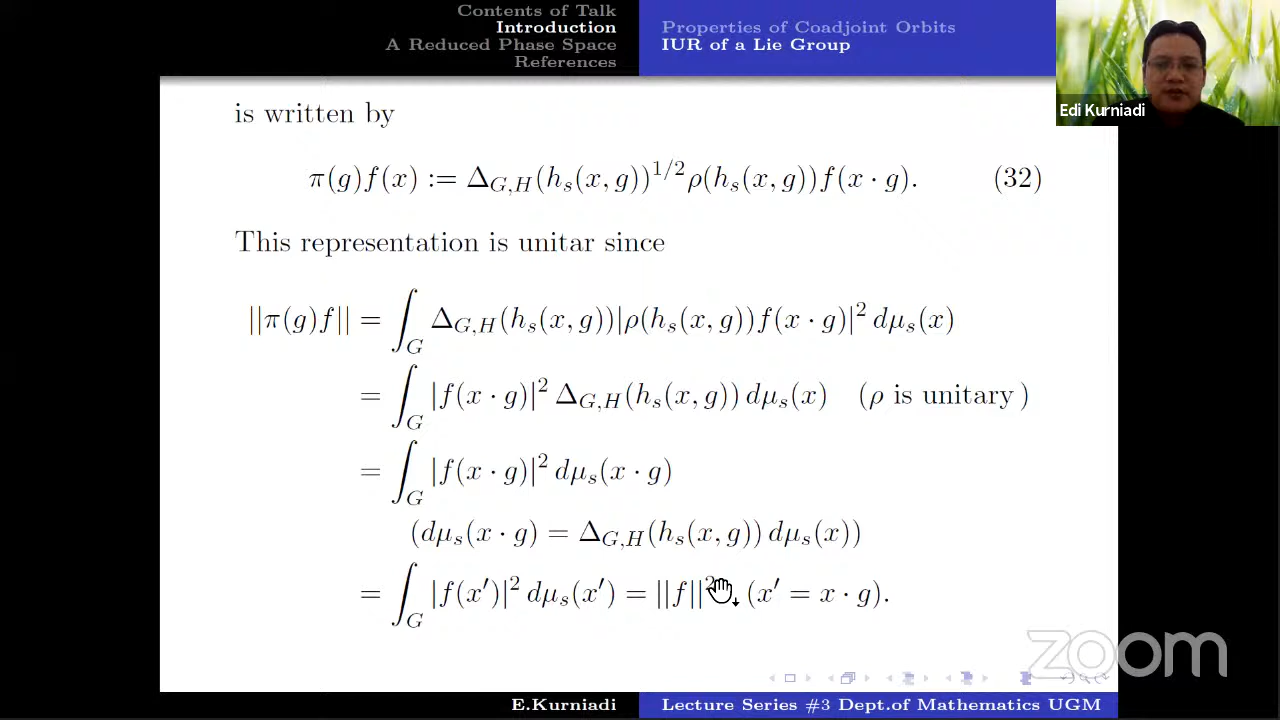 Contents of Talk
Introduction
A Reduced Phase Space
References
Properties of Coadjoint Orbits
IUR of a Lie Group
Edi Kurniadi
is written by
π(g)f(x) := Δ_{G,H}(h_s(x, g))^{1/2}ρ(h_s(x, g))f(x · g). (32)
This representation is unitar since
||π(g)f|| = ∫_G Δ_{G,H}(h_s(x, g))|ρ(h_s(x, g))f(x · g)|² dμ_s(x)
= ∫_G |f(x · g)|² Δ_{G,H}(h_s(x, g)) dμ_s(x) (ρ is unitary )
= ∫_G |f(x · g)|² dμ_s(x · g)
(dμ_s(x · g) = Δ_{G,H}(h_s(x, g)) dμ_s(x))
= ∫_G |f(x′)|² dμ_s(x′) = ||f||² (x′ = x · g).
zoom
E.Kurniadi
Lecture Series #3 Dept.of Mathematics UGM